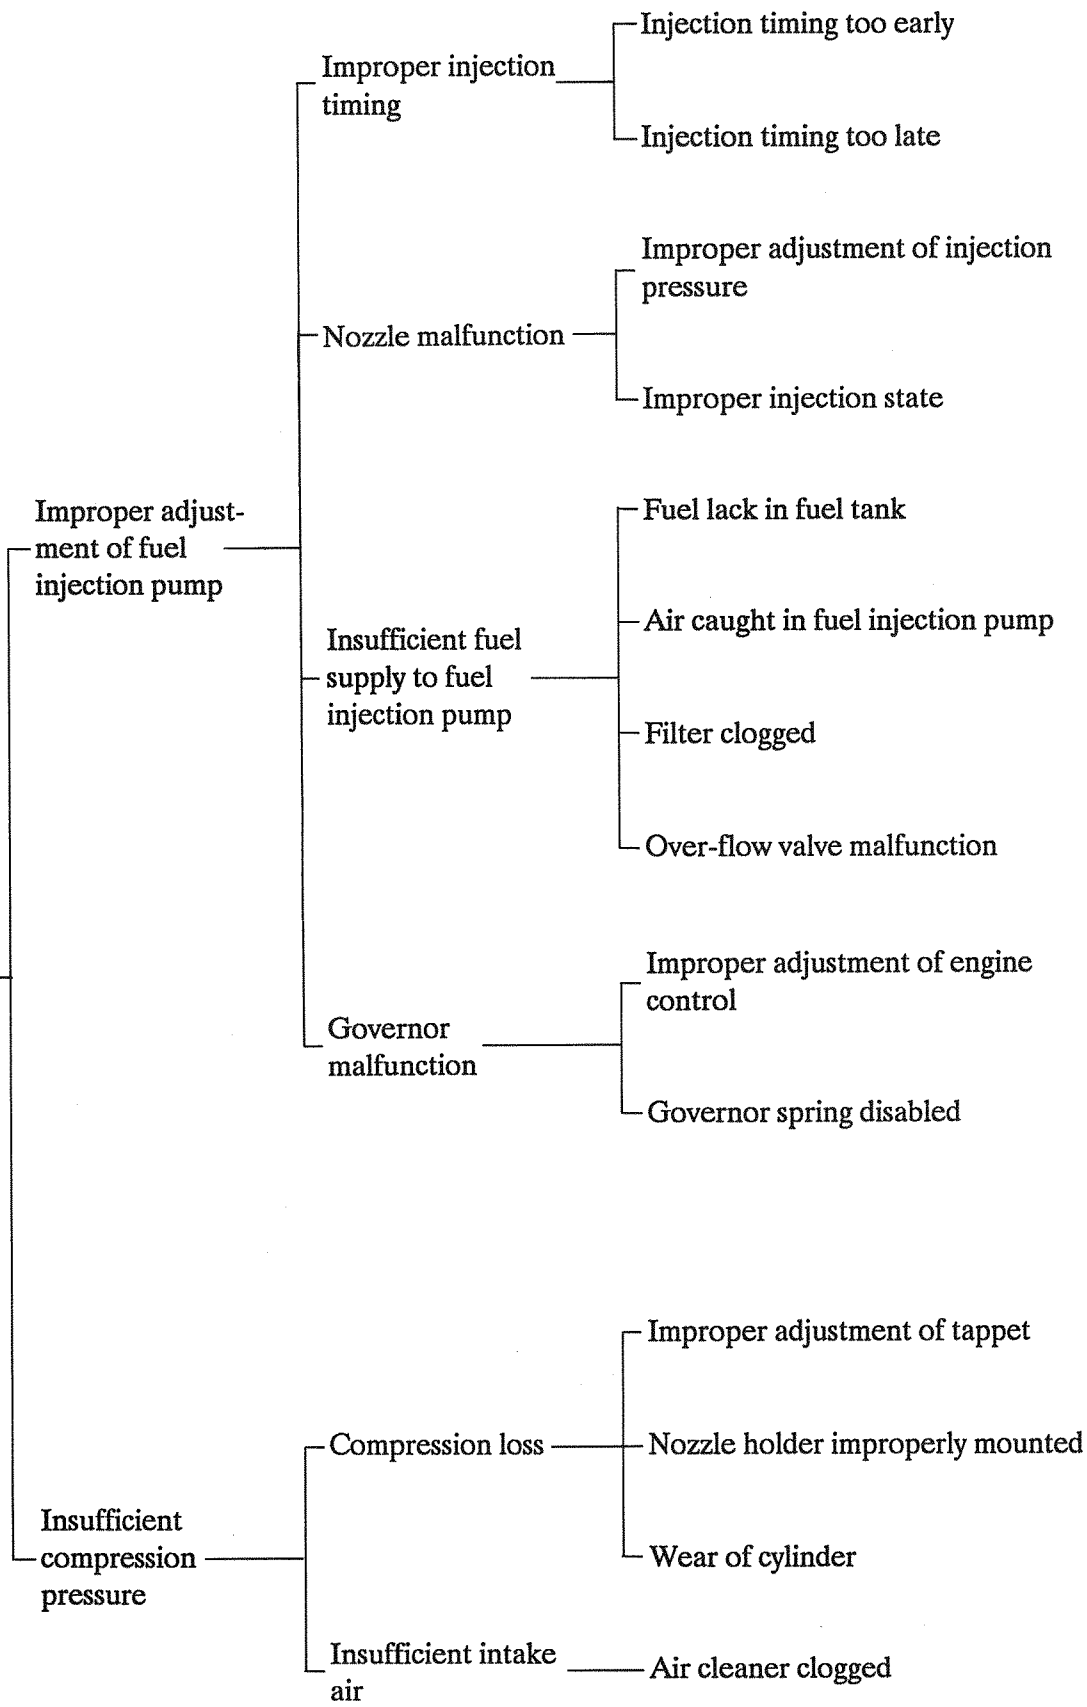 Injection timing too early
Improper injection
timing
Injection timing too late
Improper adjustment of injection
pressure
Nozzle malfunction
Improper injection state
Improper adjust-
ment of fuel
injection pump
Fuel lack in fuel tank
Air caught in fuel injection pump
Insufficient fuel
supply to fuel
injection pump
Filter clogged
Over-flow valve malfunction
Improper adjustment of engine
control
Governor
malfunction
Governor spring disabled
Improper adjustment of tappet
Compression loss
Nozzle holder improperly mounted
Insufficient
compression
pressure
Wear of cylinder
Insufficient intake
air
Air cleaner clogged